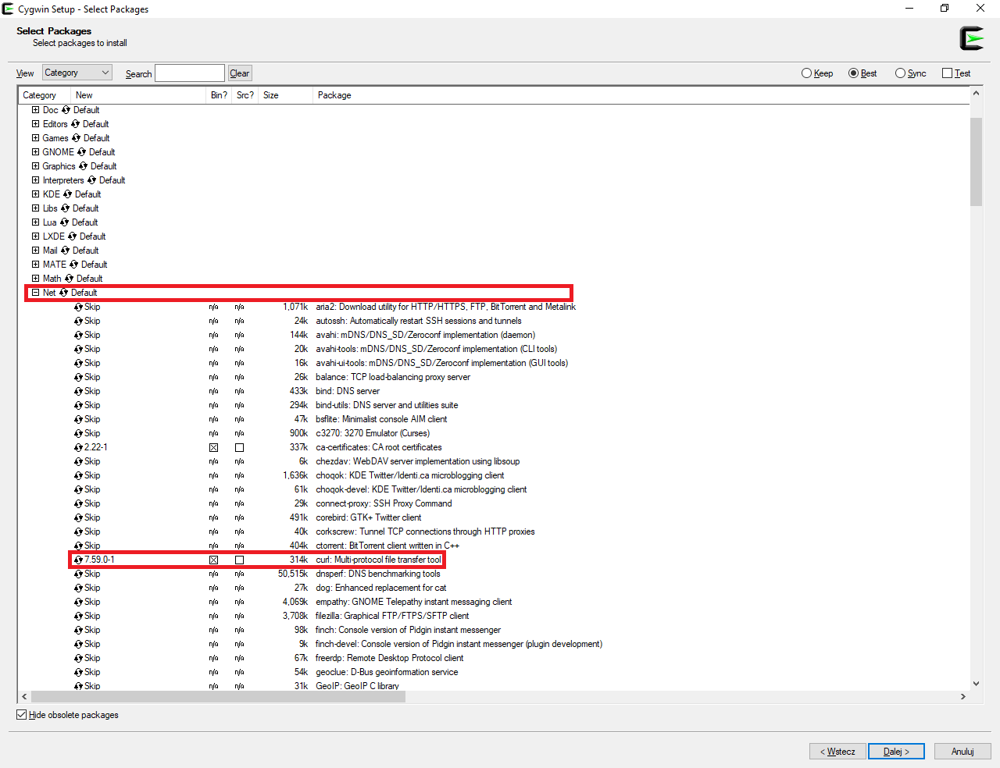 Cygwin Setup - Select Packages
Select Packages
Select packages to install
View Category Search Clear Keep Best Sync Test
Category New Bin? Src? Size Package
Doc Default
Editors Default
Games Default
GNOME Default
Graphics Default
Interpreters Default
KDE Default
Libs Default
Lua Default
LXDE Default
Mail Default
MATE Default
Math Default
Net Default
Skip n/a n/a 1,071k aria2: Download utility for HTTP/HTTPS, FTP, BitTorrent and Metalink
Skip n/a n/a 24k autossh: Automatically restart SSH sessions and tunnels
Skip n/a n/a 144k avahi: mDNS/DNS_SD/Zeroconf implementation (daemon)
Skip n/a n/a 20k avahi-tools: mDNS/DNS_SD/Zeroconf implementation (CLI tools)
Skip n/a n/a 16k avahi-ui-tools: mDNS/DNS_SD/Zeroconf implementation (GUI tools)
Skip n/a n/a 26k balance: TCP load-balancing proxy server
Skip n/a n/a 433k bind: DNS server
Skip n/a n/a 294k bind-utils: DNS server and utilities suite
Skip n/a n/a 47k bsflite: Minimalist console AIM client
Skip n/a n/a 900k c3270: 3270 Emulator (Curses)
2.22-1 337k ca-certificates: CA root certificates
Skip n/a n/a 6k chezdav: WebDAV server implementation using libsoup
Skip n/a n/a 1,636k choqok: KDE Twitter/Identi.ca microblogging client
Skip n/a n/a 61k choqok-devel: KDE Twitter/Identi.ca microblogging client
Skip n/a n/a 29k connect-proxy: SSH Proxy Command
Skip n/a n/a 491k corebird: GTK+ Twitter client
Skip n/a n/a 40k corkscrew: Tunnel TCP connections through HTTP proxies
Skip n/a n/a 404k ctorrent: BitTorrent client written in C++
7.59.0-1 314k curl: Multi-protocol file transfer tool
Skip n/a n/a 50,515k dnsperf: DNS benchmarking tools
Skip n/a n/a 27k dog: Enhanced replacement for cat
Skip n/a n/a 4,069k empathy: GNOME Telepathy instant messaging client
Skip n/a n/a 3,708k filezilla: Graphical FTP/FTPS/SFTP client
Skip n/a n/a 98k finch: Console version of Pidgin instant messenger
Skip n/a n/a 9k finch-devel: Console version of Pidgin instant messenger (plugin development)
Skip n/a n/a 67k freerdp: Remote Desktop Protocol client
Skip n/a n/a 54k geoclue: D-Bus geoinformation service
Skip n/a n/a 31k GeoIP: GeoIP C library
Hide obsolete packages
< Wstecz Dalej > Anuluj